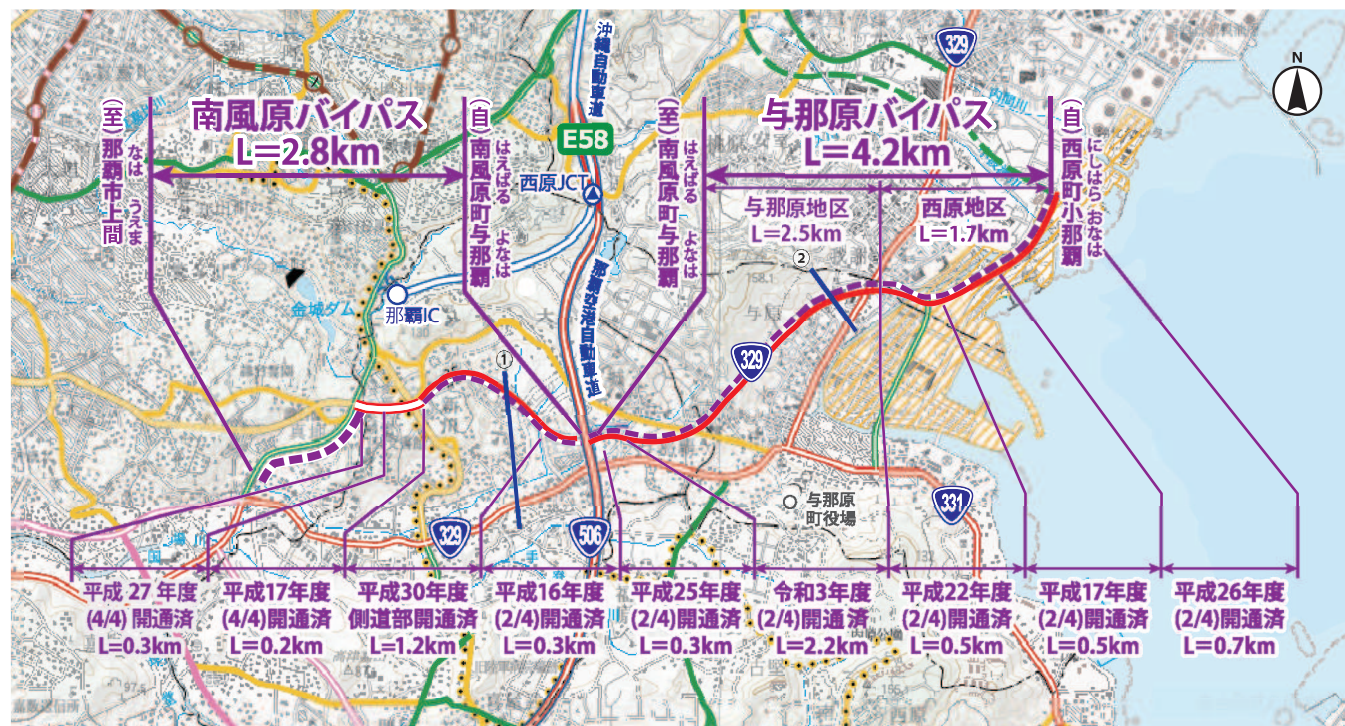 南風原バイパス
L=2.8km
与那原バイパス
L=4.2km
与那原地区
L=2.5km
西原地区
L=1.7km
(至)那覇市上間
なは うえま
(自)南風原町与那覇
はえばる よなは
(至)南風原町与那覇
はえばる よなは
(自)西原町小那覇
にしはら おなは
沖縄自動車道
E58
西原JCT
那覇空港自動車道
那覇IC
金城ダム
内間川
N
329
329
329
331
506
①
②
与那原
町役場
平成27年度
(4/4)開通済
L=0.3km
平成17年度
(4/4)開通済
L=0.2km
平成30年度
側道部開通済
L=1.2km
平成16年度
(2/4)開通済
L=0.3km
平成25年度
(2/4)開通済
L=0.3km
令和3年度
(2/4)開通済
L=2.2km
平成22年度
(2/4)開通済
L=0.5km
平成17年度
(2/4)開通済
L=0.5km
平成26年度
(2/4)開通済
L=0.7km